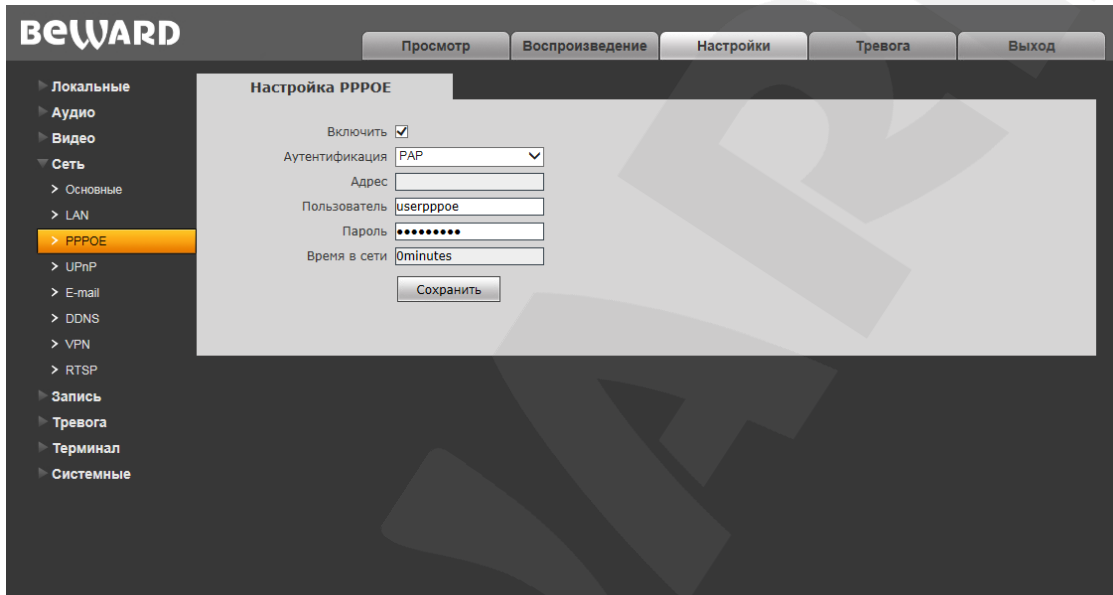 BEWARD
Просмотр
Воспроизведение
Настройки
Тревога
Выход
Локальные
Аудио
Видео
Сеть
Основные
LAN
PPPOE
UPnP
E-mail
DDNS
VPN
RTSP
Запись
Тревога
Терминал
Системные
Настройка PPPOE
Включить
Аутентификация PAP
Адрес
Пользователь userpppoe
Пароль •••••••••
Время в сети 0minutes
Сохранить